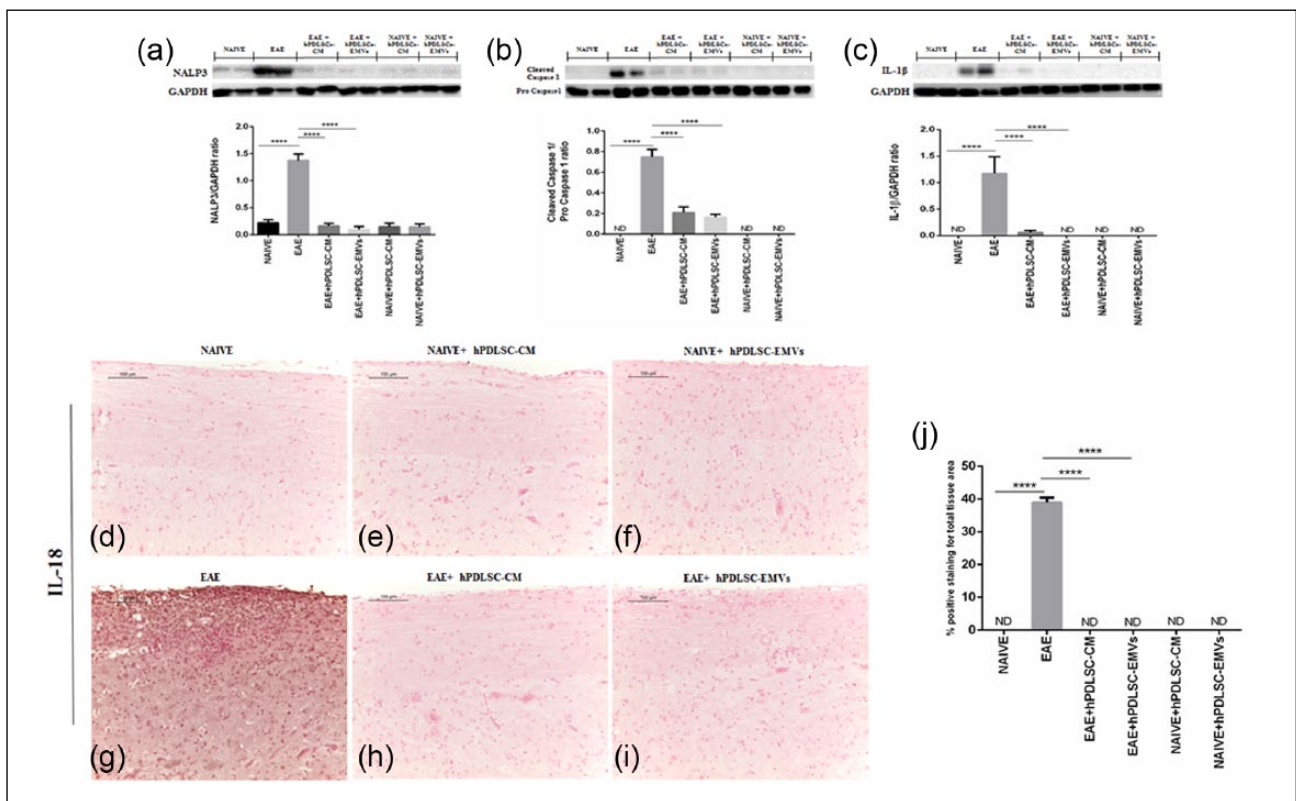 (a)
NAIVE EAE EAE + hPDLSCs-CM EAE + hPDLSCs-EMVs NAIVE + hPDLSCs-CM NAIVE + hPDLSCs-EMVs
NALP3
GAPDH
NALP3/GAPDH ratio
2.0
1.5
1.0
0.5
0.0
****
****
****
NAIVE
EAE
EAE+hPDLSC-CM
EAE+hPDLSC-EMVs
NAIVE+hPDLSC-CM
NAIVE+hPDLSC-EMVs
(b)
NAIVE EAE EAE + hPDLSCs-CM EAE + hPDLSCs-EMVs NAIVE + hPDLSCs-CM NAIVE + hPDLSCs-EMVs
Cleaved
Caspase 1
Pro Caspase1
Cleaved Caspase 1/
Pro Caspase 1 ratio
1.0
0.8
0.6
0.4
0.2
0.0
****
****
****
ND
ND
ND
NAIVE
EAE
EAE+hPDLSC-CM
EAE+hPDLSC-EMVs
NAIVE+hPDLSC-CM
NAIVE+hPDLSC-EMVs
(c)
NAIVE EAE EAE + hPDLSCs-CM EAE + hPDLSCs-EMVs NAIVE + hPDLSCs-CM NAIVE + hPDLSCs-EMVs
IL-1β
GAPDH
IL-1β/GAPDH ratio
2.0
1.5
1.0
0.5
0.0
****
****
****
ND
ND
ND
ND
NAIVE
EAE
EAE+hPDLSC-CM
EAE+hPDLSC-EMVs
NAIVE+hPDLSC-CM
NAIVE+hPDLSC-EMVs
IL-18
NAIVE
100 µm
(d)
NAIVE+ hPDLSC-CM
100 µm
(e)
NAIVE+ hPDLSC-EMVs
100 µm
(f)
EAE
(g)
EAE+ hPDLSC-CM
100 µm
(h)
EAE+ hPDLSC-EMVs
100 µm
(i)
(j)
% positive staining for total tissue area
50
40
30
20
10
0
****
****
****
ND
ND
ND
ND
ND
NAIVE
EAE
EAE+hPDLSC-CM
EAE+hPDLSC-EMVs
NAIVE+hPDLSC-CM
NAIVE+hPDLSC-EMVs